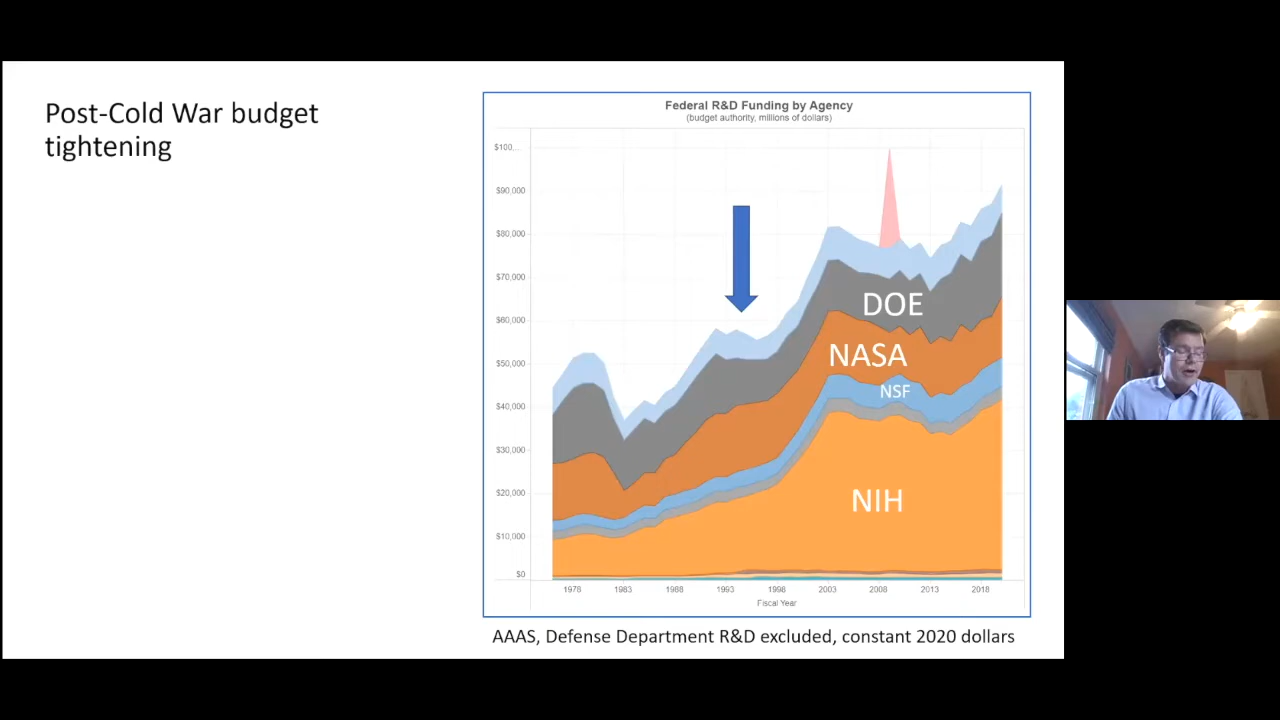 Post-Cold War budget
tightening
Federal R&D Funding by Agency
(budget authority, millions of dollars)
$100,...
$90,000
$80,000
$70,000
$60,000
$50,000
$40,000
$30,000
$20,000
$10,000
$0
DOE
NASA
NSF
NIH
1978 1983 1988 1993 1998 2003 2008 2013 2018
Fiscal Year
AAAS, Defense Department R&D excluded, constant 2020 dollars